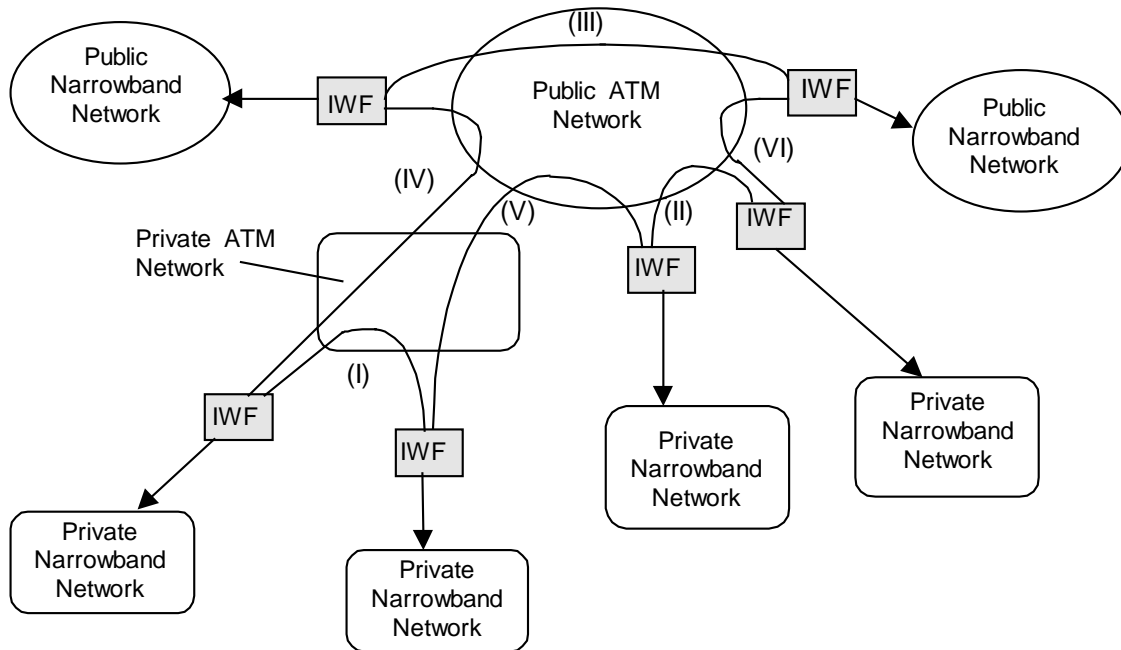 (III)
Public
Narrowband
Network
IWF
Public ATM
Network
IWF
Public
Narrowband
Network
(IV)
(V)
(II)
(VI)
IWF
Private ATM
Network
IWF
(I)
IWF
IWF
Private
Narrowband
Network
Private
Narrowband
Network
Private
Narrowband
Network
Private
Narrowband
Network